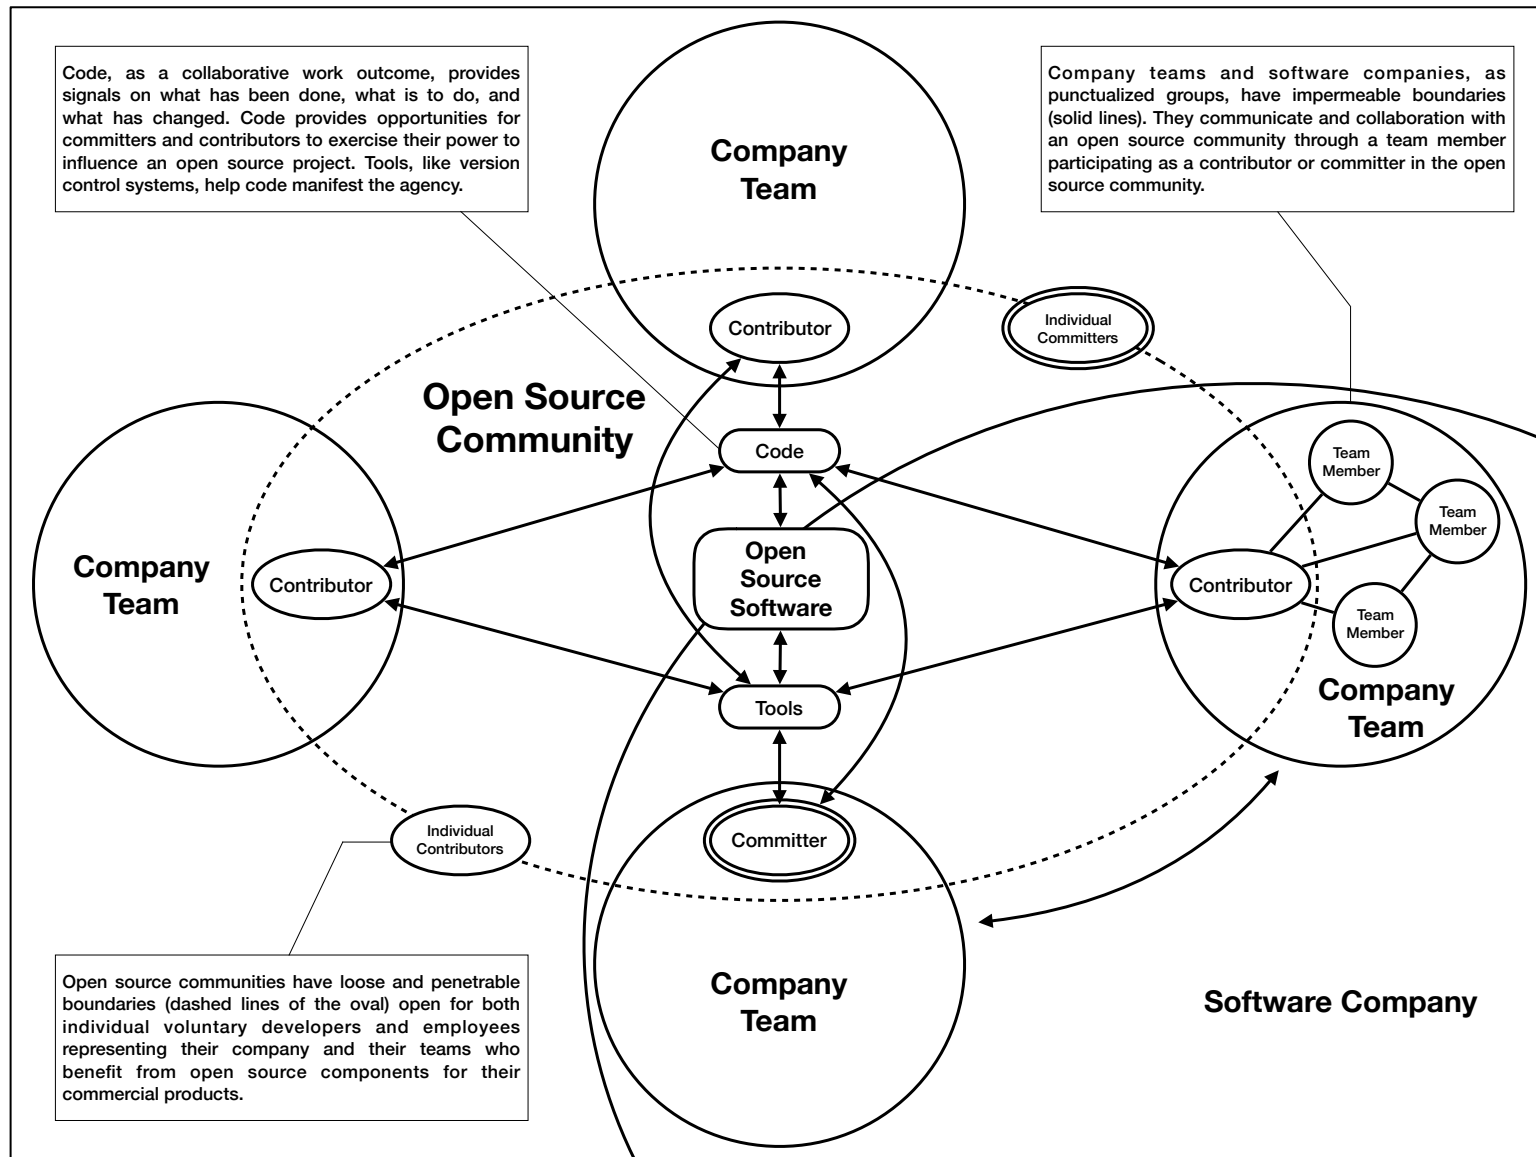 Code, as a collaborative work outcome, provides
signals on what has been done, what is to do, and
what has changed. Code provides opportunities for
committers and contributors to exercise their power to
influence an open source project. Tools, like version
control systems, help code manifest the agency.
Company
Team
Company teams and software companies, as
punctualized groups, have impermeable boundaries
(solid lines). They communicate and collaboration with
an open source community through a team member
participating as a contributor or committer in the open
source community.
Contributor
Individual
Committers
Open Source
Community
Code
Team
Member
Team
Member
Company
Team
Contributor
Open
Source
Software
Contributor
Team
Member
Company
Team
Tools
Individual
Contributors
Committer
Company
Team
Software Company
Open source communities have loose and penetrable
boundaries (dashed lines of the oval) open for both
individual voluntary developers and employees
representing their company and their teams who
benefit from open source components for their
commercial products.